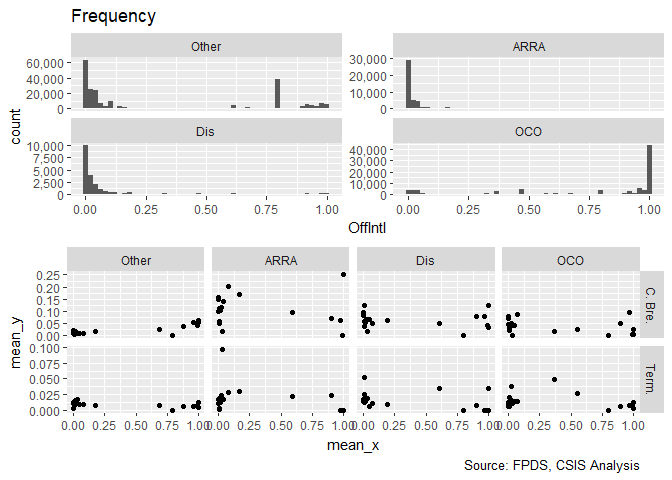 Frequency
Other ARRA
60,000 30,000
40,000 20,000
20,000 10,000
0 0
count
Dis OCO
10,000 40,000
7,500 30,000
5,000 20,000
2,500 10,000
0 0
0.00 0.25 0.50 0.75 1.00 0.00 0.25 0.50 0.75 1.00
OffIntl
Other ARRA Dis OCO
0.25
0.20
0.15
0.10
0.05
0.00
C. Bre.
mean_y
0.100
0.075
0.050
0.025
0.000
Term.
0.00 0.25 0.50 0.75 1.00 0.00 0.25 0.50 0.75 1.00 0.00 0.25 0.50 0.75 1.00 0.00 0.25 0.50 0.75 1.00
mean_x
Source: FPDS, CSIS Analysis